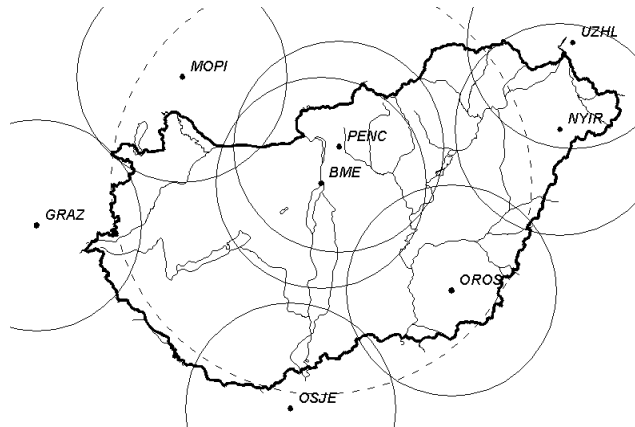 UZHL
MOPI
NYIR
PENC
BME
GRAZ
OROS
OSJE